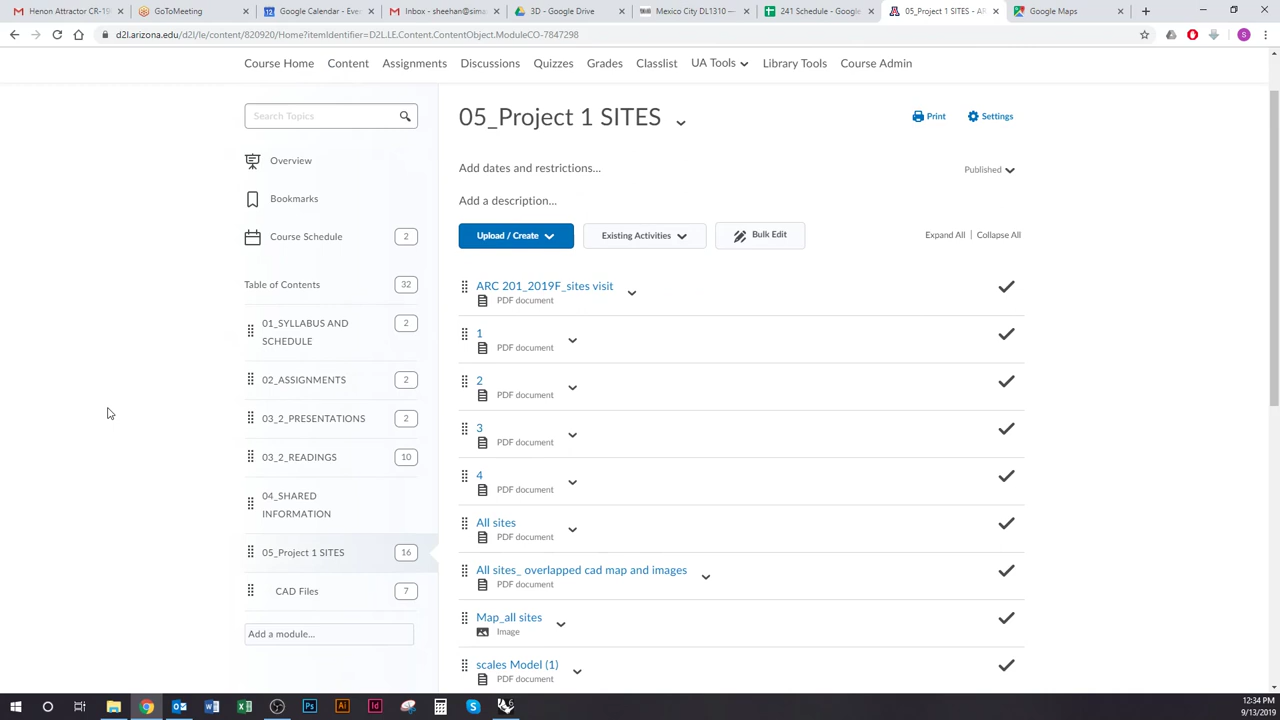 Henon Attractor CR-19
GoToMeeting
Google Calendar - Even
Inbox - sheehan@sima
3D - Google Drive
Mexico City DL1310 -
241 Schedule - Google
05_Project 1 SITES - AR
Google Maps
d2l.arizona.edu/d2l/le/content/820920/Home?itemIdentifier=D2L.LE.Content.ContentObject.ModuleCO-7847298
S
Course Home
Content
Assignments
Discussions
Quizzes
Grades
Classlist
UA Tools
Library Tools
Course Admin
Search Topics
Overview
Bookmarks
Course Schedule
2
Table of Contents
32
01_SYLLABUS AND
SCHEDULE
2
02_ASSIGNMENTS
2
03_2_PRESENTATIONS
2
03_2_READINGS
10
04_SHARED
INFORMATION
05_Project 1 SITES
16
CAD Files
7
Add a module...
05_Project 1 SITES
Print
Settings
Add dates and restrictions...
Published
Add a description...
Upload / Create
Existing Activities
Bulk Edit
Expand All | Collapse All
ARC 201_2019F_sites visit
PDF document
1
PDF document
2
PDF document
3
PDF document
4
PDF document
All sites
PDF document
All sites_ overlapped cad map and images
PDF document
Map_all sites
Image
scales Model (1)
PDF document
12:34 PM
9/13/2019